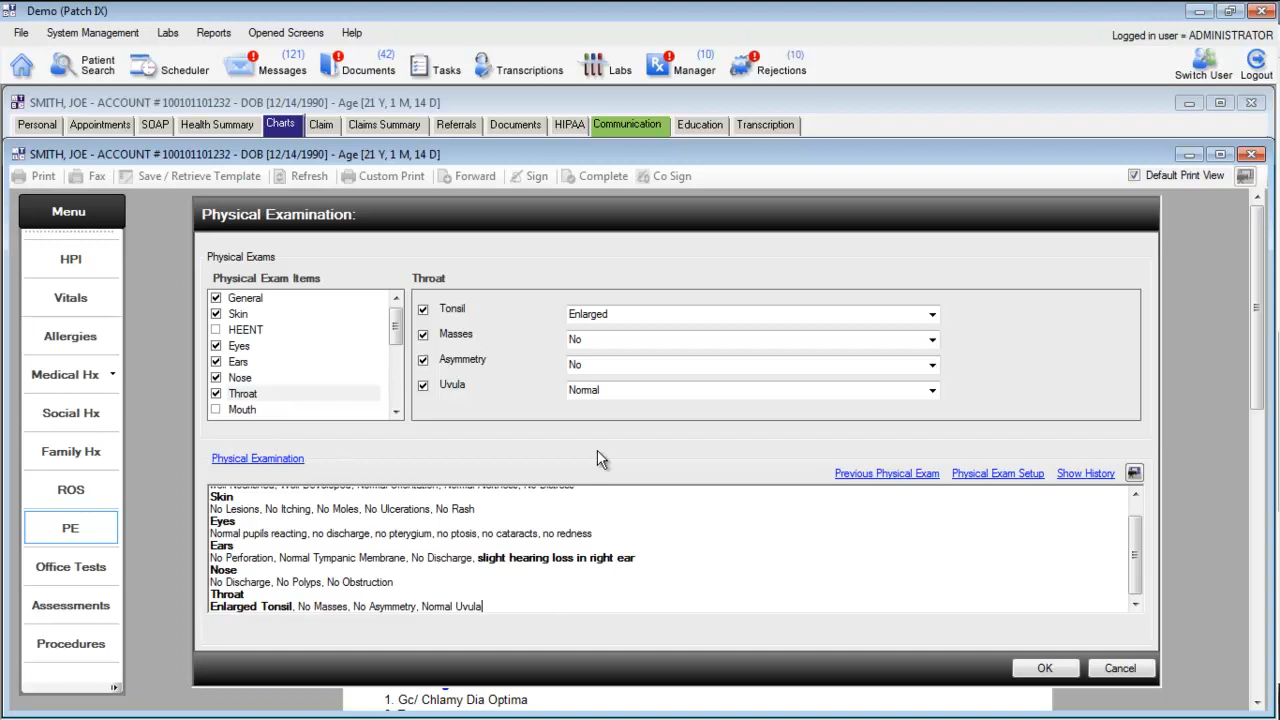 Demo (Patch IX)
File System Management Labs Reports Opened Screens Help
Logged in user = ADMINISTRATOR
Patient Search
Scheduler
Messages (121)
Documents (42)
Tasks
Transcriptions
Labs
Manager (10)
Rejections (10)
Switch User
Logout
SMITH, JOE - ACCOUNT # 100101101232 - DOB [12/14/1990] - Age [21 Y, 1 M, 14 D]
Personal Appointments SOAP Health Summary Charts Claim Claims Summary Referrals Documents HIPAA Communication Education Transcription
SMITH, JOE - ACCOUNT # 100101101232 - DOB [12/14/1990] - Age [21 Y, 1 M, 14 D]
Print Fax Save / Retrieve Template Refresh Custom Print Forward Sign Complete Co Sign Default Print View
Menu
HPI
Vitals
Allergies
Medical Hx
Social Hx
Family Hx
ROS
PE
Office Tests
Assessments
Procedures
Physical Examination:
Physical Exams
Physical Exam Items
General
Skin
HEENT
Eyes
Ears
Nose
Throat
Mouth
Throat
Tonsil Enlarged
Masses No
Asymmetry No
Uvula Normal
Physical Examination
Previous Physical Exam Physical Exam Setup Show History
Well Nourished, Well Developed, Normal Orientation, Normal Alertness, No Distress
Skin
No Lesions, No Itching, No Moles, No Ulcerations, No Rash
Eyes
Normal pupils reacting, no discharge, no pterygium, no ptosis, no cataracts, no redness
Ears
No Perforation, Normal Tympanic Membrane, No Discharge, slight hearing loss in right ear
Nose
No Discharge, No Polyps, No Obstruction
Throat
Enlarged Tonsil, No Masses, No Asymmetry, Normal Uvula
OK Cancel
1. Gc/ Chlamy Dia Optima